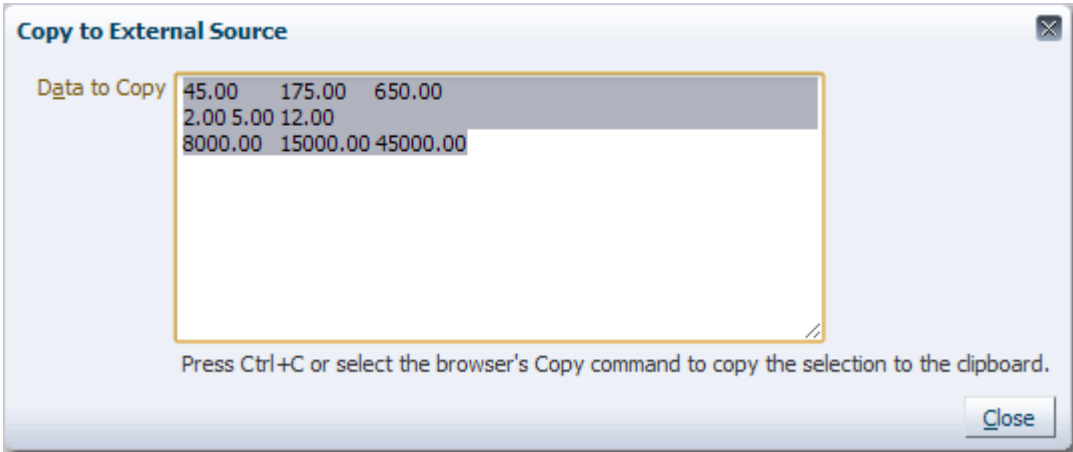 Copy to External Source
Data to Copy
45.00 175.00 650.00
2.00 5.00 12.00
8000.00 15000.00 45000.00
Press Ctrl+C or select the browser's Copy command to copy the selection to the clipboard.
Close